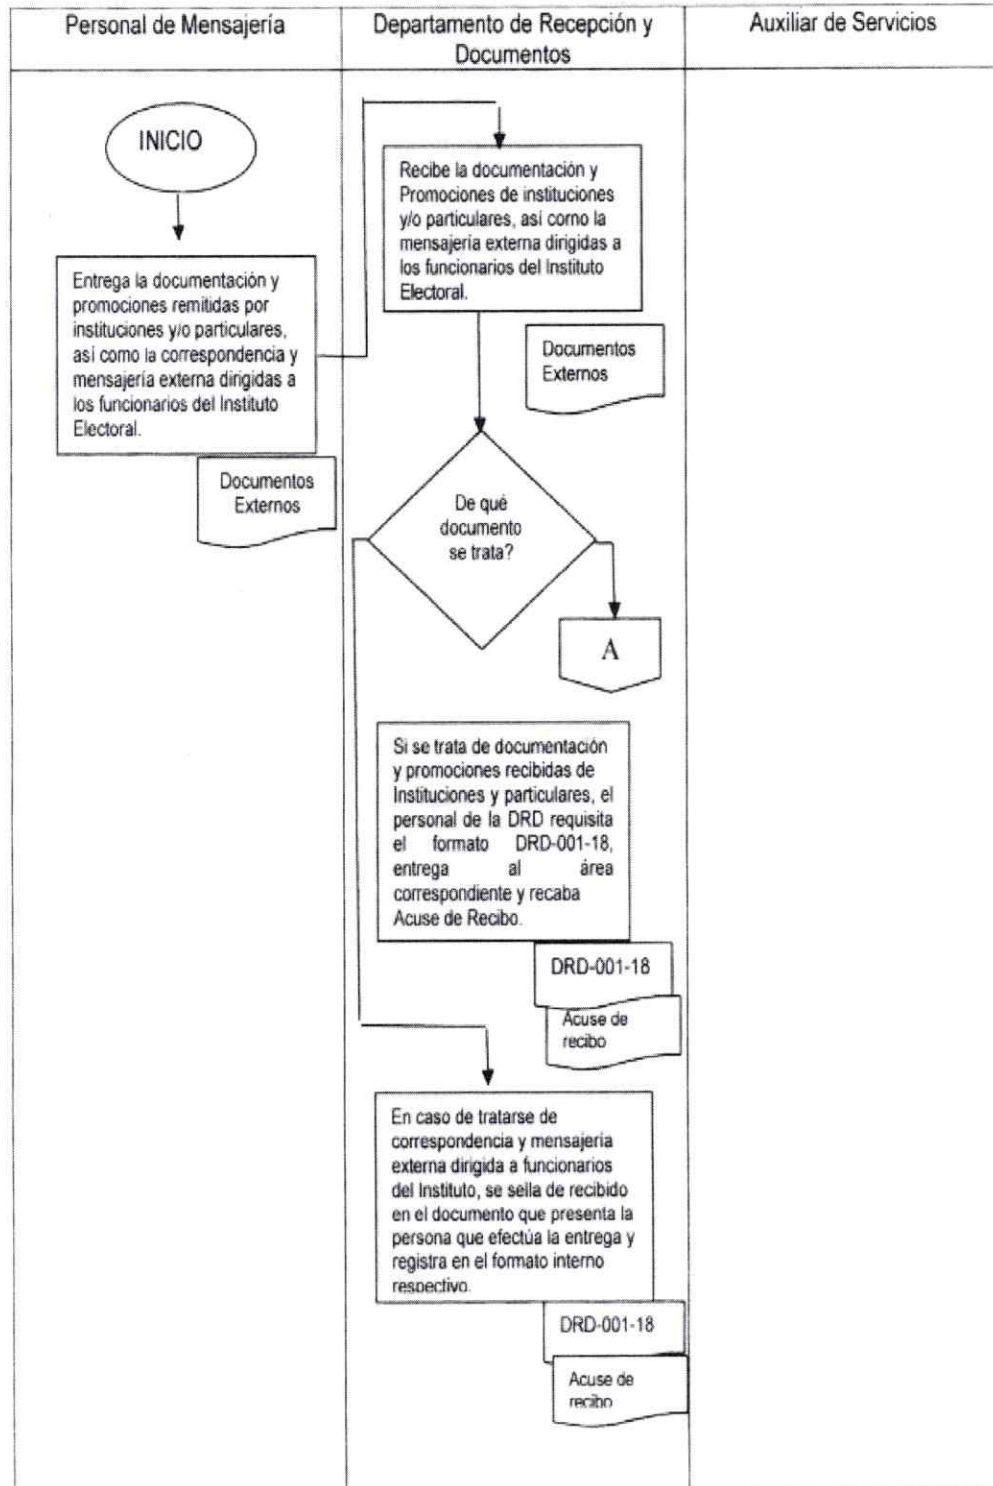 Personal de Mensajería
Departamento de Recepción y
Documentos
Auxiliar de Servicios
INICIO
Entrega la documentación y
promociones remitidas por
instituciones y/o particulares,
así como la correspondencia y
mensajería externa dirigidas a
los funcionarios del Instituto
Electoral.
Documentos
Externos
Recibe la documentación y
Promociones de instituciones
y/o particulares, así como la
mensajería externa dirigidas a
los funcionarios del Instituto
Electoral.
Documentos
Externos
De qué
documento
se trata?
A
Si se trata de documentación
y promociones recibidas de
Instituciones y particulares, el
personal de la DRD requisita
el formato DRD-001-18,
entrega al área
correspondiente y recaba
Acuse de Recibo.
DRD-001-18
Acuse de
recibo
En caso de tratarse de
correspondencia y mensajería
externa dirigida a funcionarios
del Instituto, se sella de recibido
en el documento que presenta la
persona que efectúa la entrega y
registra en el formato interno
respectivo.
DRD-001-18
Acuse de
recibo